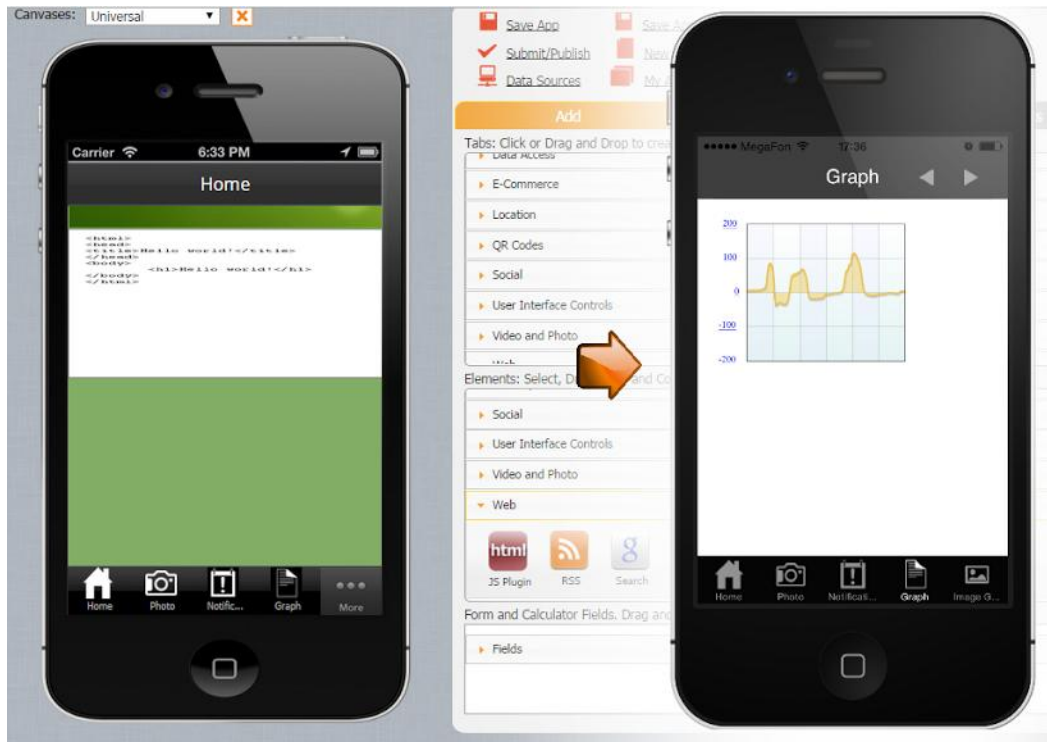 Canvases: Universal
Carrier 6:33 PM
Home
<html>
<head>
<title>Hello world!</title>
</head>
<body>
<h1>Hello world!</h1>
</body>
</html>
Home Photo Notific... Graph More
Save App Save
Submit/Publish New
Data Sources My
Add
Tabs: Click or Drag and Drop to crea
Data Access
E-Commerce
Location
QR Codes
Social
User Interface Controls
Video and Photo
Web
Elements: Select, D and Co
Social
User Interface Controls
Video and Photo
Web
html
g
JS Plugin RSS Search
Form and Calculator Fields. Drag and
Fields
MegaFon 17:36
Graph
200
100
0
-100
-200
Home Photo Notificati... Graph Image G...